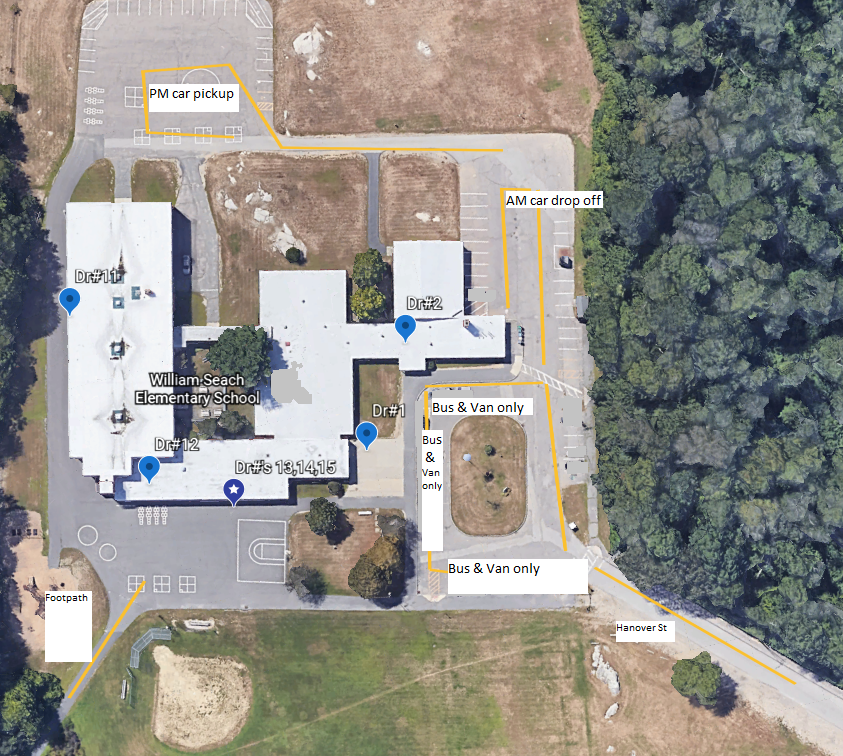 PM car pickup
AM car drop off
Dr#11
Dr#2
William Seach
Elementary School
Dr#1
Bus & Van only
Bus
&
Van
only
Dr#12
Dr#s 13,14,15
Bus & Van only
Footpath
Hanover St